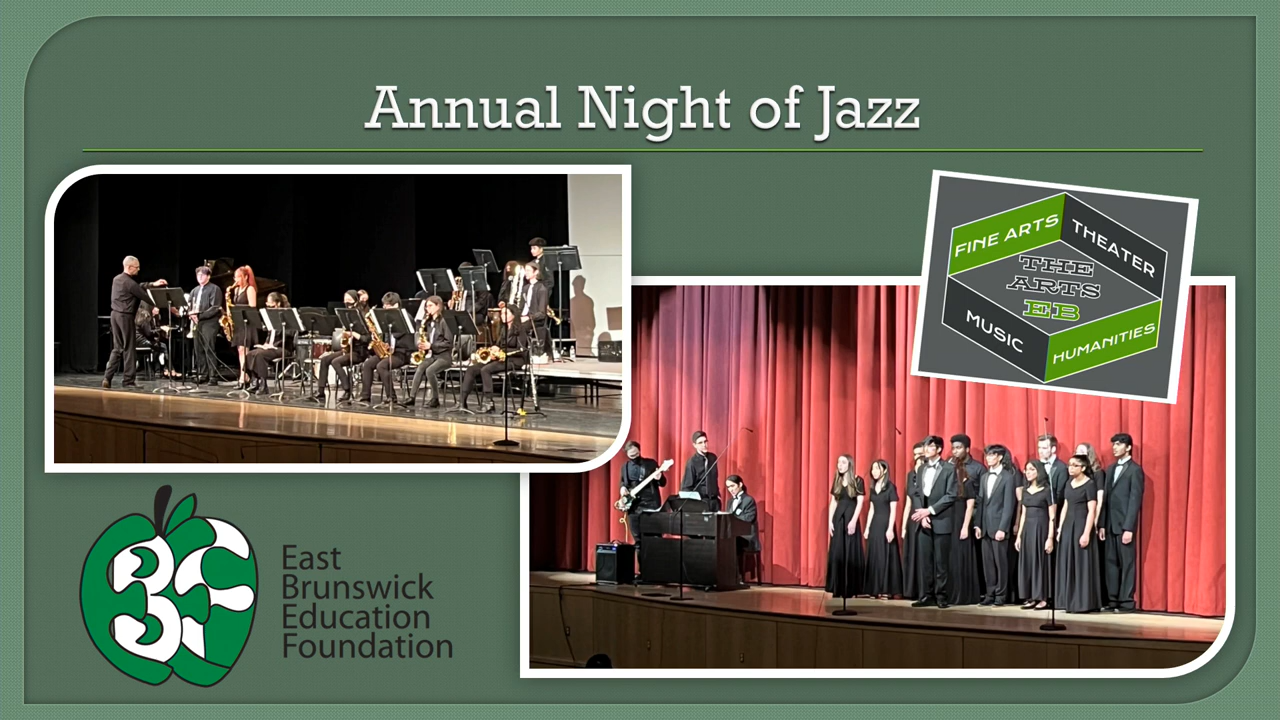 Annual Night of Jazz
FINE ARTS
THEATER
THE
ARTS
EB
MUSIC
HUMANITIES
East
Brunswick
Education
Foundation